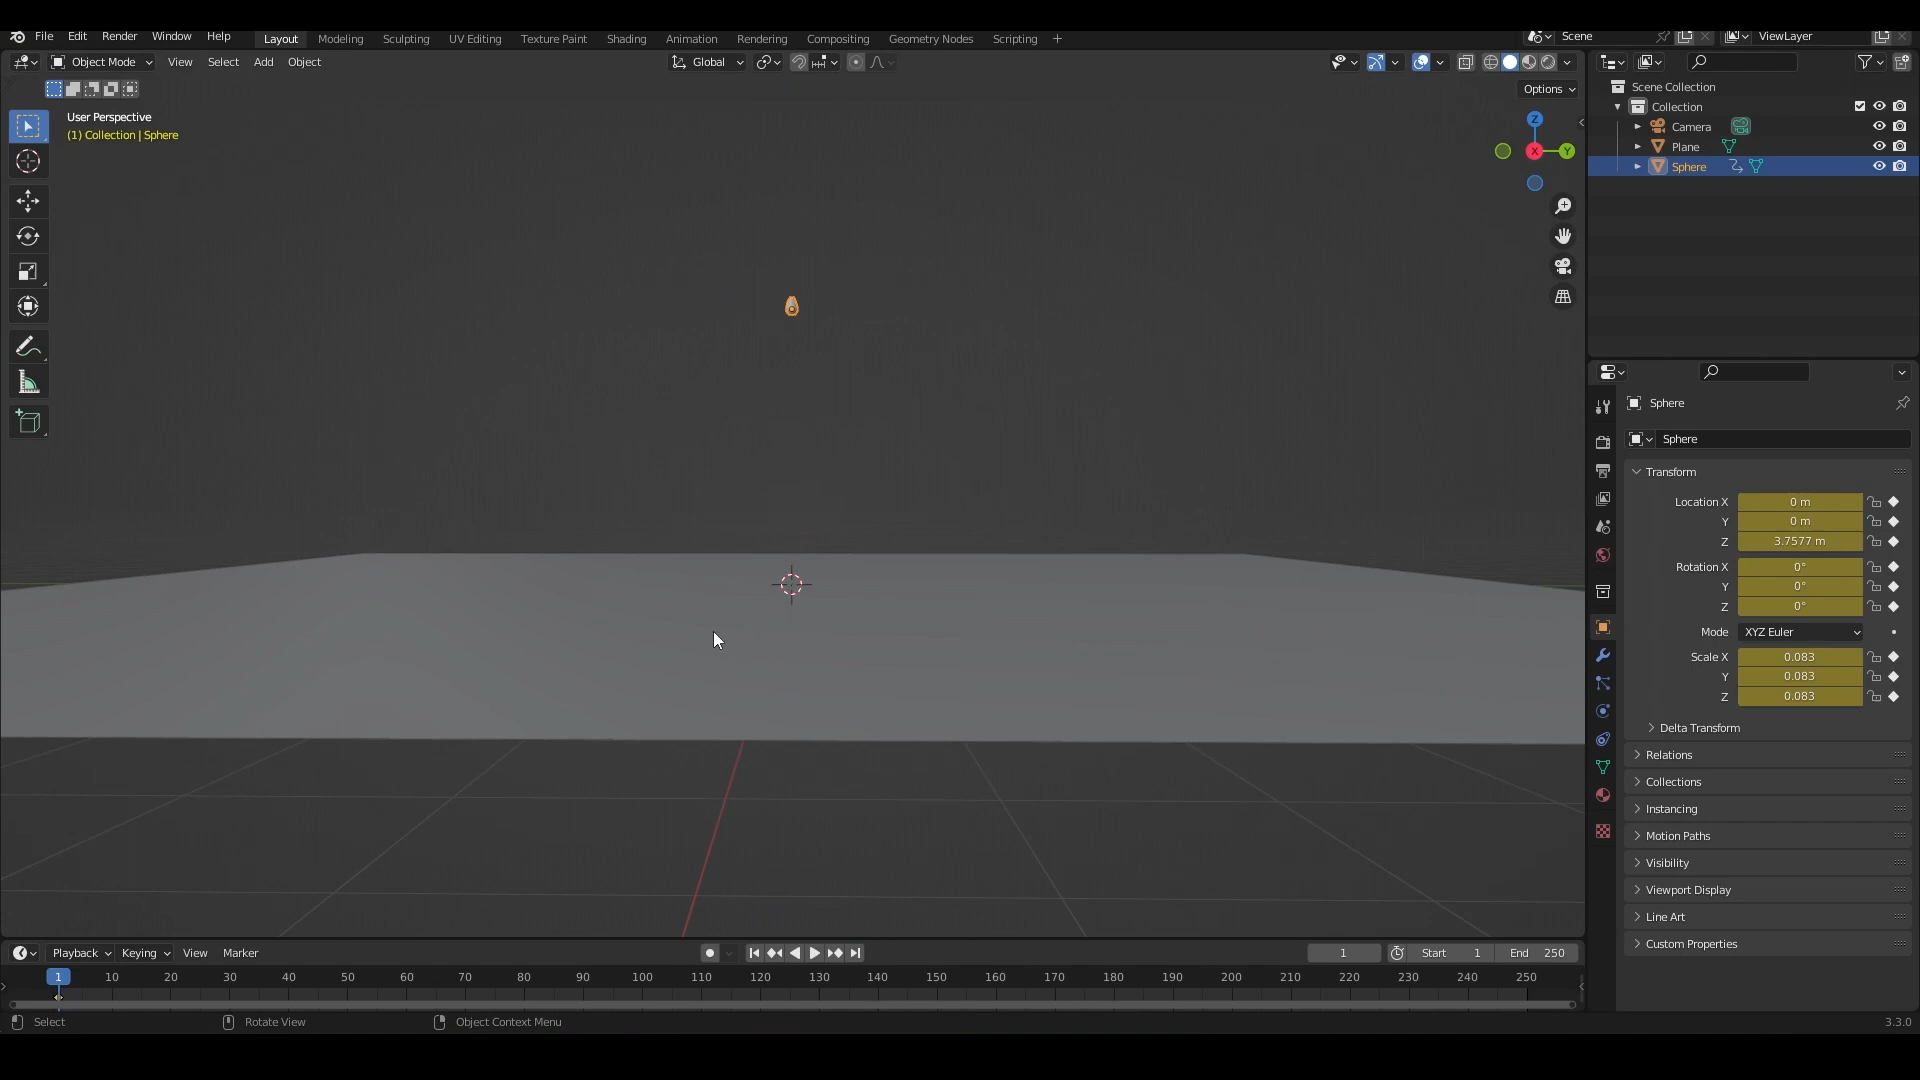 File Edit Render Window Help Layout Modeling Sculpting UV Editing Texture Paint Shading Animation Rendering Compositing Geometry Nodes Scripting + Scene ViewLayer
Object Mode View Select Add Object Global
Options
User Perspective
(1) Collection | Sphere
Z
X
Y
Scene Collection
Collection
Camera
Plane
Sphere
Sphere
Sphere
Transform
Location X 0 m
Y 0 m
Z 3.7577 m
Rotation X 0°
Y 0°
Z 0°
Mode XYZ Euler
Scale X 0.083
Y 0.083
Z 0.083
Delta Transform
Relations
Collections
Instancing
Motion Paths
Visibility
Viewport Display
Line Art
Custom Properties
Playback Keying View Marker 1 Start 1 End 250
1 10 20 30 40 50 60 70 80 90 100 110 120 130 140 150 160 170 180 190 200 210 220 230 240 250
Select Rotate View Object Context Menu 3.3.0